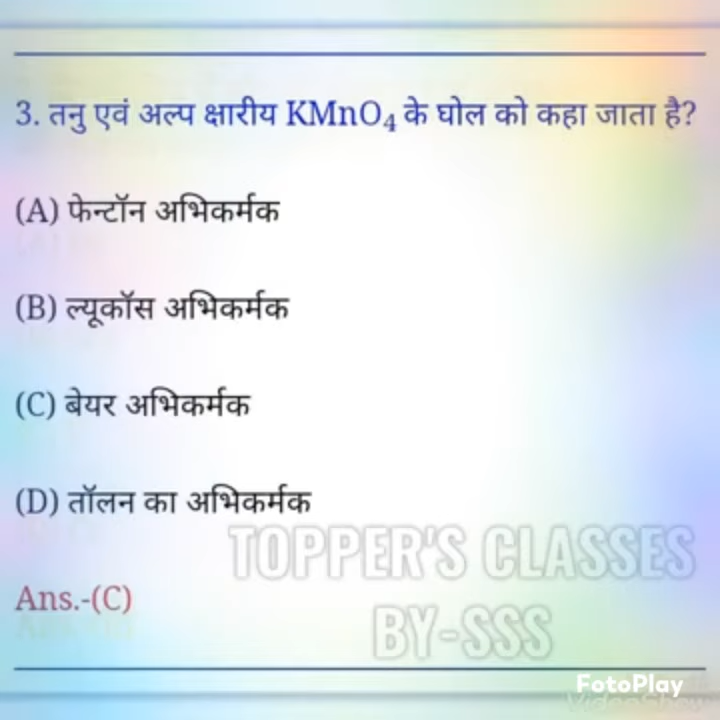 3. तनु एवं अल्प क्षारीय KMnO₄ के घोल को कहा जाता है?
(A) फेन्टॉन अभिकर्मक
(B) ल्यूकॉस अभिकर्मक
(C) बेयर अभिकर्मक
(D) तॉलन का अभिकर्मक
TOPPER'S CLASSES
Ans.-(C)
BY-SSS
FotoPlay
VideoShow